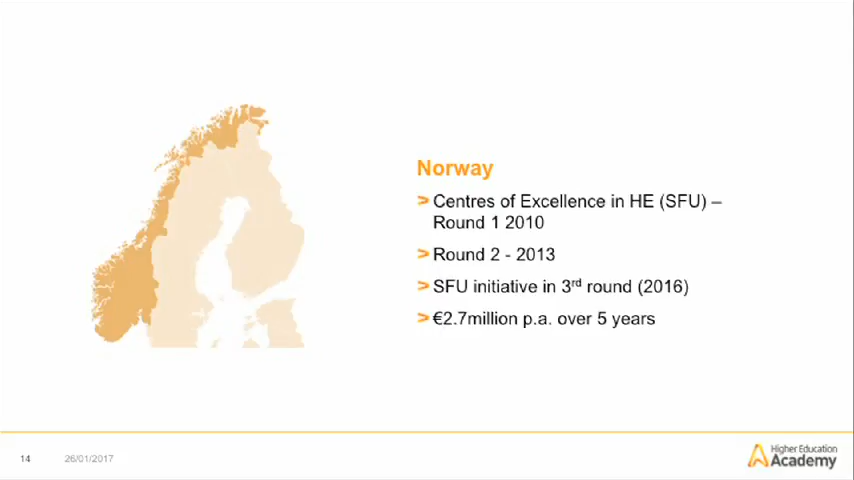 Norway
> Centres of Excellence in HE (SFU) –
Round 1 2010
> Round 2 - 2013
> SFU initiative in 3rd round (2016)
> €2.7million p.a. over 5 years
14
26/01/2017
Higher Education
Academy